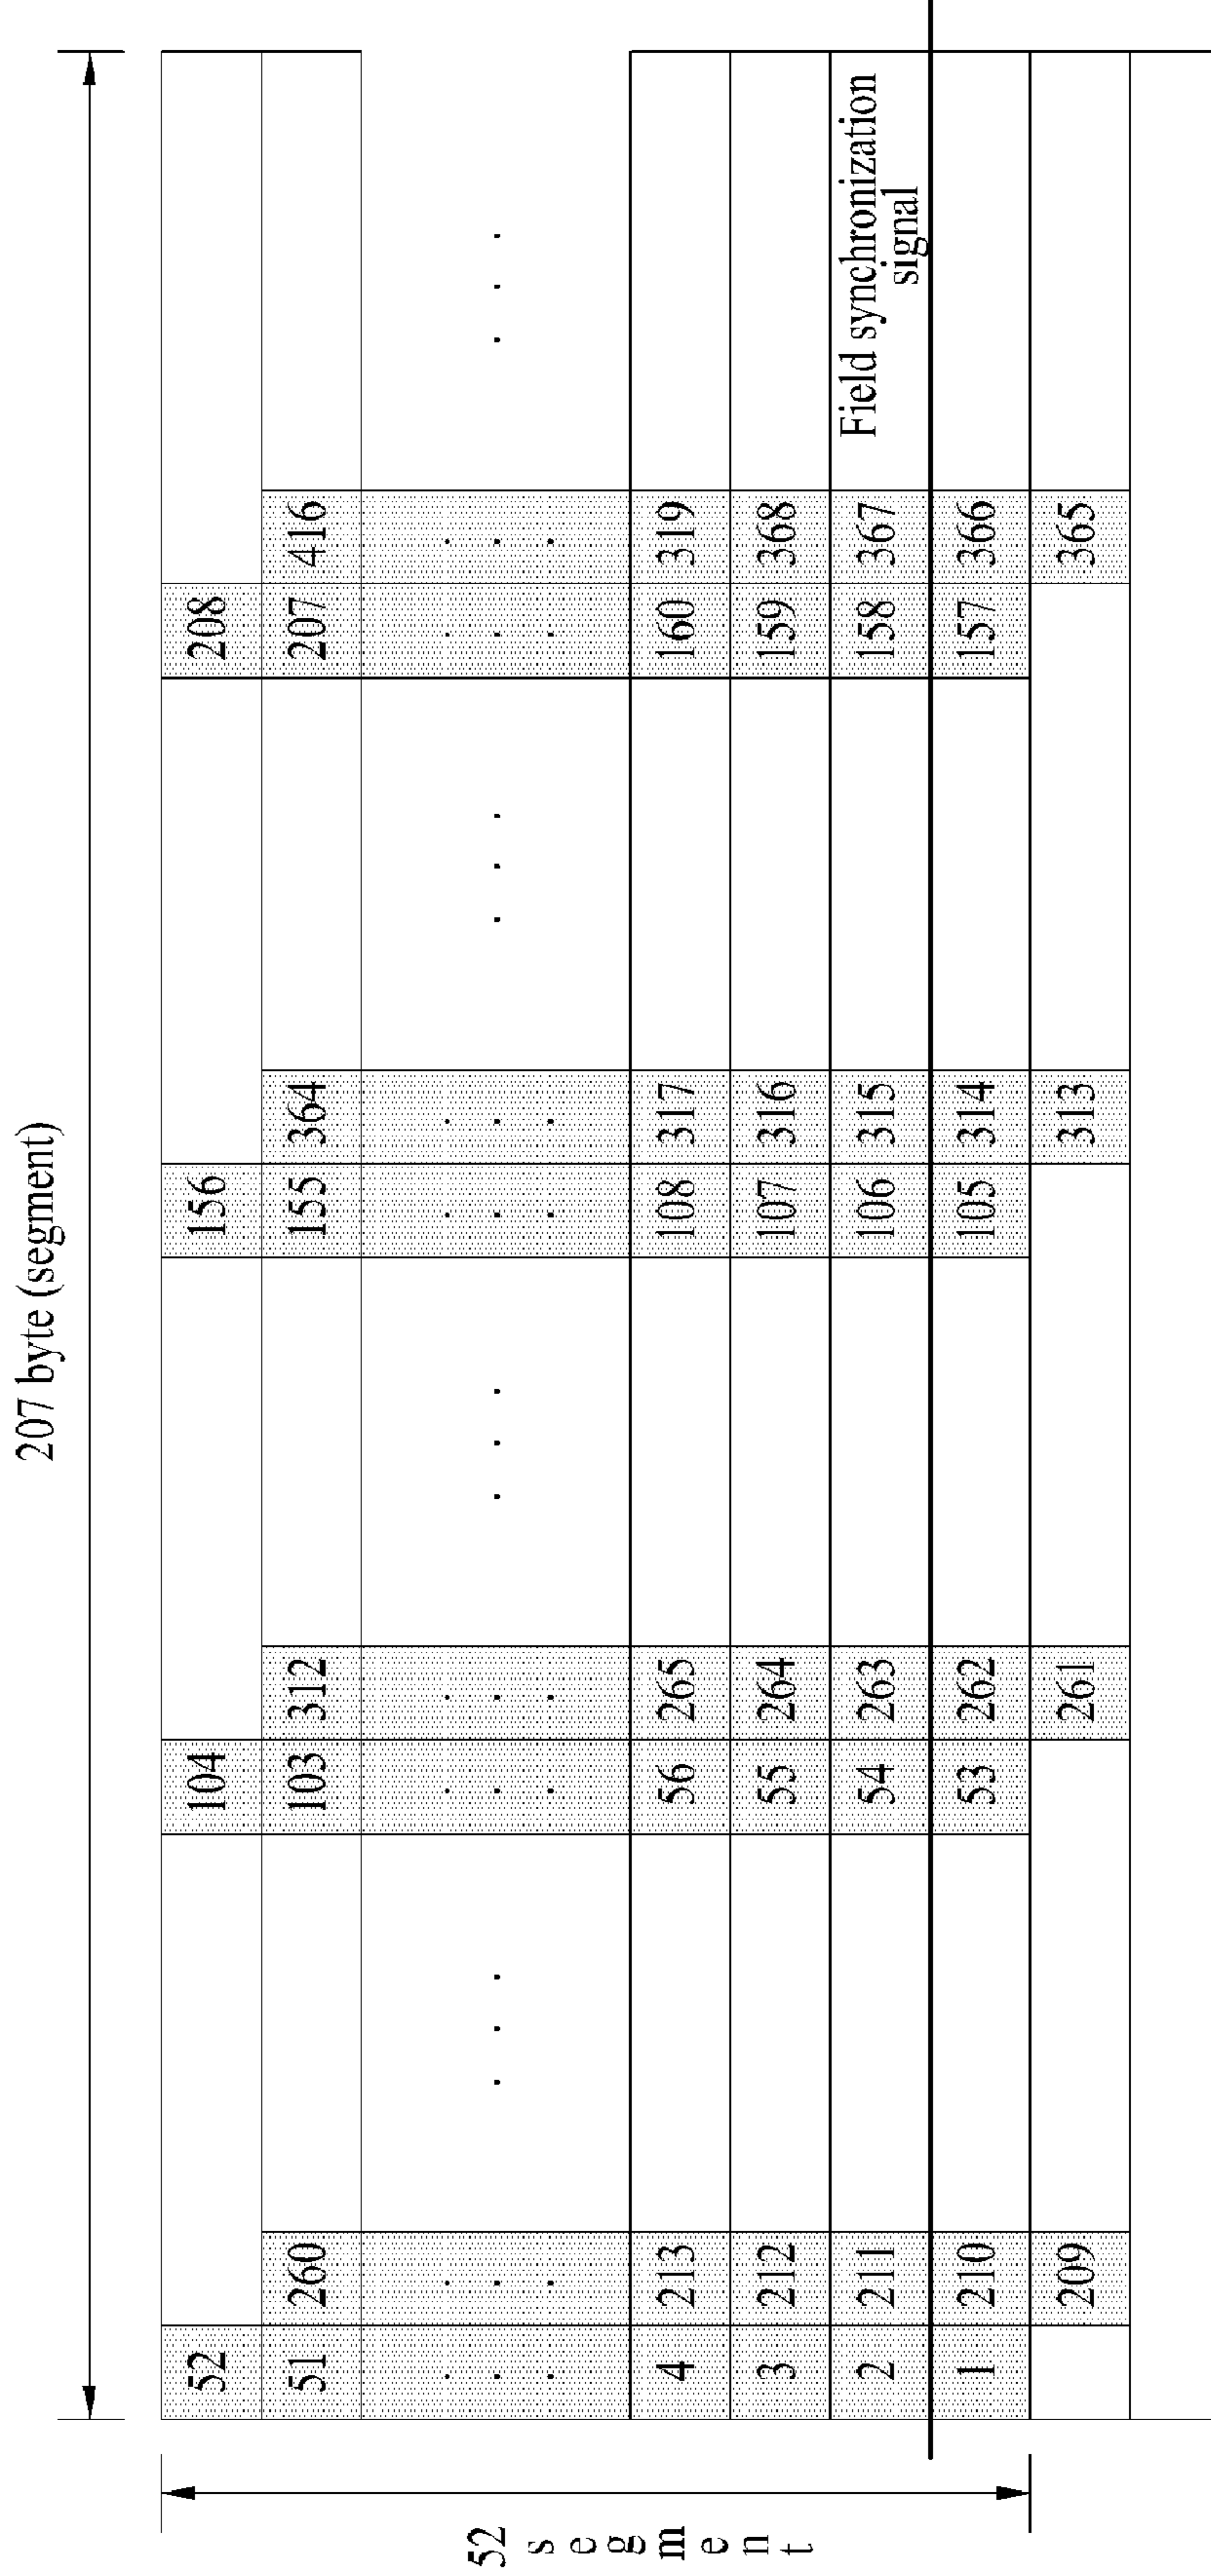 207 byte (segment)
52 104 156 208
51 260 103 312 155 364 207 416
4 213 56 265 108 317 160 319
3 212 55 264 107 316 159 368
2 211 54 263 106 315 158 367
Field synchronization
signal
1 210 53 262 105 314 157 366
209 261 313 365
52
s
e
g
m
e
n
t